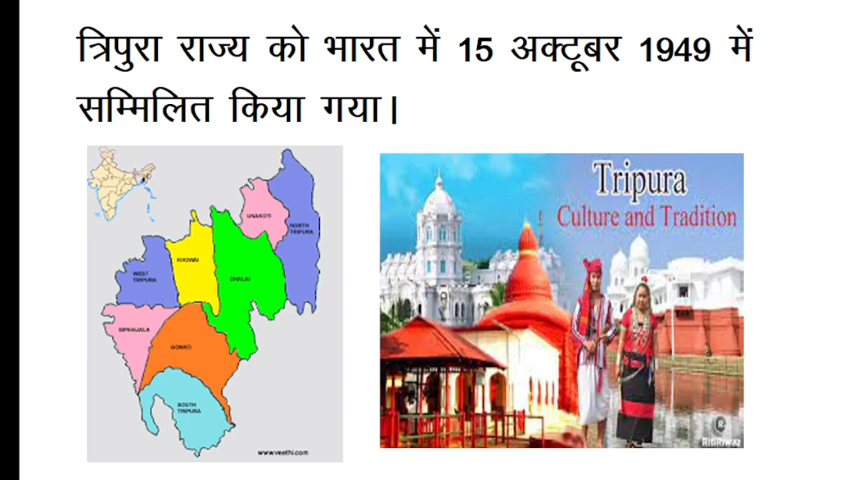 त्रिपुरा राज्य को भारत में 15 अक्टूबर 1949 में
सम्मिलित किया गया।
UNAKOTI
NORTH
TRIPURA
KHOWAI
DHALAI
WEST
TRIPURA
SIPAHIJALA
GOMATI
SOUTH
TRIPURA
www.veethi.com
Tripura
Culture and Tradition
R
RitiRiwaz